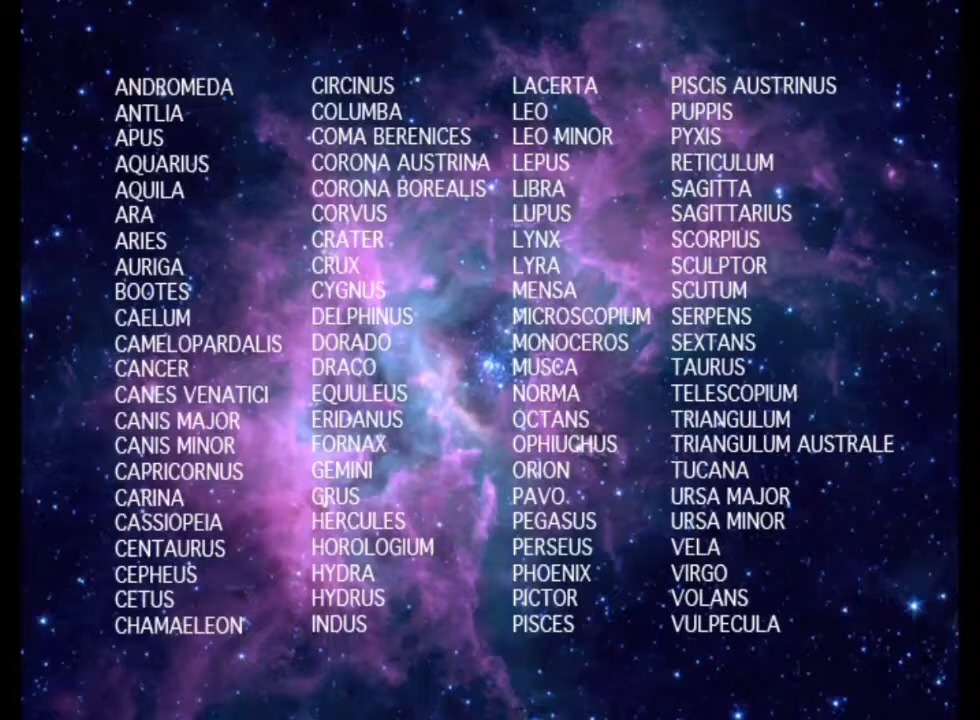 ANDROMEDA
ANTLIA
APUS
AQUARIUS
AQUILA
ARA
ARIES
AURIGA
BOOTES
CAELUM
CAMELOPARDALIS
CANCER
CANES VENATICI
CANIS MAJOR
CANIS MINOR
CAPRICORNUS
CARINA
CASSIOPEIA
CENTAURUS
CEPHEUS
CETUS
CHAMAELEON
CIRCINUS
COLUMBA
COMA BERENICES
CORONA AUSTRINA
CORONA BOREALIS
CORVUS
CRATER
CRUX
CYGNUS
DELPHINUS
DORADO
DRACO
EQUULEUS
ERIDANUS
FORNAX
GEMINI
GRUS
HERCULES
HOROLOGIUM
HYDRA
HYDRUS
INDUS
LACERTA
LEO
LEO MINOR
LEPUS
LIBRA
LUPUS
LYNX
LYRA
MENSA
MICROSCOPIUM
MONOCEROS
MUSCA
NORMA
OCTANS
OPHIUCHUS
ORION
PAVO
PEGASUS
PERSEUS
PHOENIX
PICTOR
PISCES
PISCIS AUSTRINUS
PUPPIS
PYXIS
RETICULUM
SAGITTA
SAGITTARIUS
SCORPIUS
SCULPTOR
SCUTUM
SERPENS
SEXTANS
TAURUS
TELESCOPIUM
TRIANGULUM
TRIANGULUM AUSTRALE
TUCANA
URSA MAJOR
URSA MINOR
VELA
VIRGO
VOLANS
VULPECULA